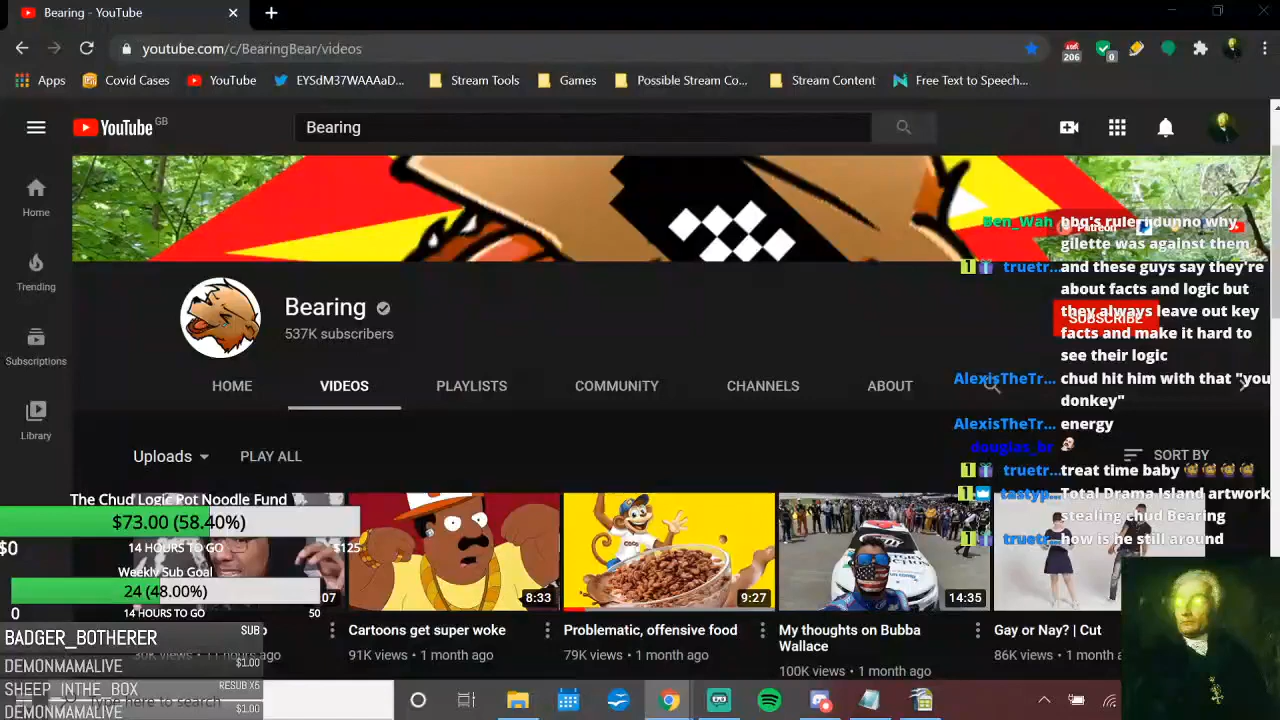 Bearing - YouTube
youtube.com/c/BearingBear/videos
206
0
Apps
Covid Cases
YouTube
EYSdM37WAAAaD...
Stream Tools
Games
Possible Stream Co...
Stream Content
Free Text to Speech...
YouTube GB
Bearing
Home
Trending
Subscriptions
Library
Bearing
537K subscribers
SUBSCRIBE
HOME
VIDEOS
PLAYLISTS
COMMUNITY
CHANNELS
ABOUT
Uploads
PLAY ALL
SORT BY
Ben_Wah bbq's rule i dunno why
gilette was against them
1 truetr... and these guys say they're
about facts and logic but
they always leave out key
facts and make it hard to
see their logic
AlexisTheTr... chud hit him with that "you
donkey"
AlexisTheTr... energy
douglas_br
1 truetr... treat time baby
1 tastyp... Total Drama Island artwork
stealing chud Bearing
1 truetr... how is he still around
The Chud Logic Pot Noodle Fund
$73.00 (58.40%)
$0
14 HOURS TO GO
$125
Weekly Sub Goal
24 (48.00%)
0
14 HOURS TO GO
50
BADGER_BOTHERER SUB
DEMONMAMALIVE $1.00
SHEEP_INTHE_BOX RESUB X6
DEMONMAMALIVE $1.00
8:33
Cartoons get super woke
91K views • 1 month ago
9:27
Problematic, offensive food
79K views • 1 month ago
14:35
My thoughts on Bubba
Wallace
100K views • 1 month ago
Gay or Nay? | Cut
86K views • 1 month ago